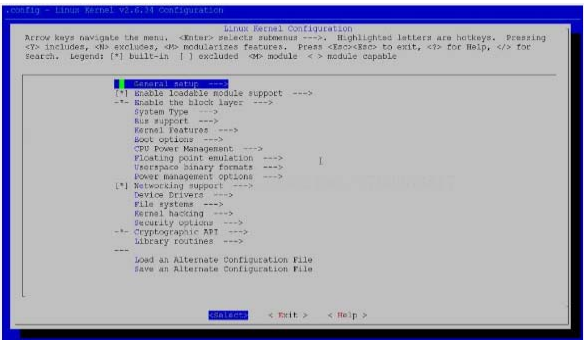 .config - Linux Kernel v2.6.34 Configuration
Linux Kernel Configuration
Arrow keys navigate the menu.  <Enter> selects submenus --->.  Highlighted letters are hotkeys.  Pressing
<Y> includes, <N> excludes, <M> modularizes features.  Press <Esc><Esc> to exit, <?> for Help, </> for
Search.  Legend: [*] built-in  [ ] excluded  <M> module  < > module capable
General setup  --->
[*] Enable loadable module support  --->
-*- Enable the block layer  --->
System Type  --->
Bus support  --->
Kernel Features  --->
Boot options  --->
CPU Power Management  --->
Floating point emulation  --->
Userspace binary formats  --->
Power management options  --->
[*] Networking support  --->
Device Drivers  --->
File systems  --->
Kernel hacking  --->
Security options  --->
-*- Cryptographic API  --->
Library routines  --->
---
Load an Alternate Configuration File
Save an Alternate Configuration File
<Select>    < Exit >    < Help >